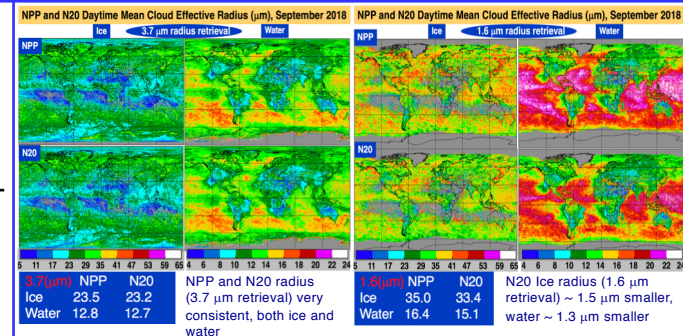 NPP and N20 Daytime Mean Cloud Effective Radius (µm), September 2018
Ice 3.7 µm radius retrieval Water
NPP
N20
5 11 17 23 29 35 41 47 53 59 65 4 6 8 10 12 14 16 18 20 22 24
3.7(µm) NPP N20
Ice 23.5 23.2
Water 12.8 12.7
NPP and N20 radius
(3.7 µm retrieval) very
consistent, both ice and
water
NPP and N20 Daytime Mean Cloud Effective Radius (µm), September 2018
Ice 1.6 µm radius retrieval Water
NPP
N20
5 11 17 23 29 35 41 47 53 59 65 4 6 8 10 12 14 16 18 20 22 24
1.6(µm) NPP N20
Ice 35.0 33.4
Water 16.4 15.1
N20 Ice radius (1.6 µm
retrieval) ~ 1.5 µm smaller,
water ~ 1.3 µm smaller